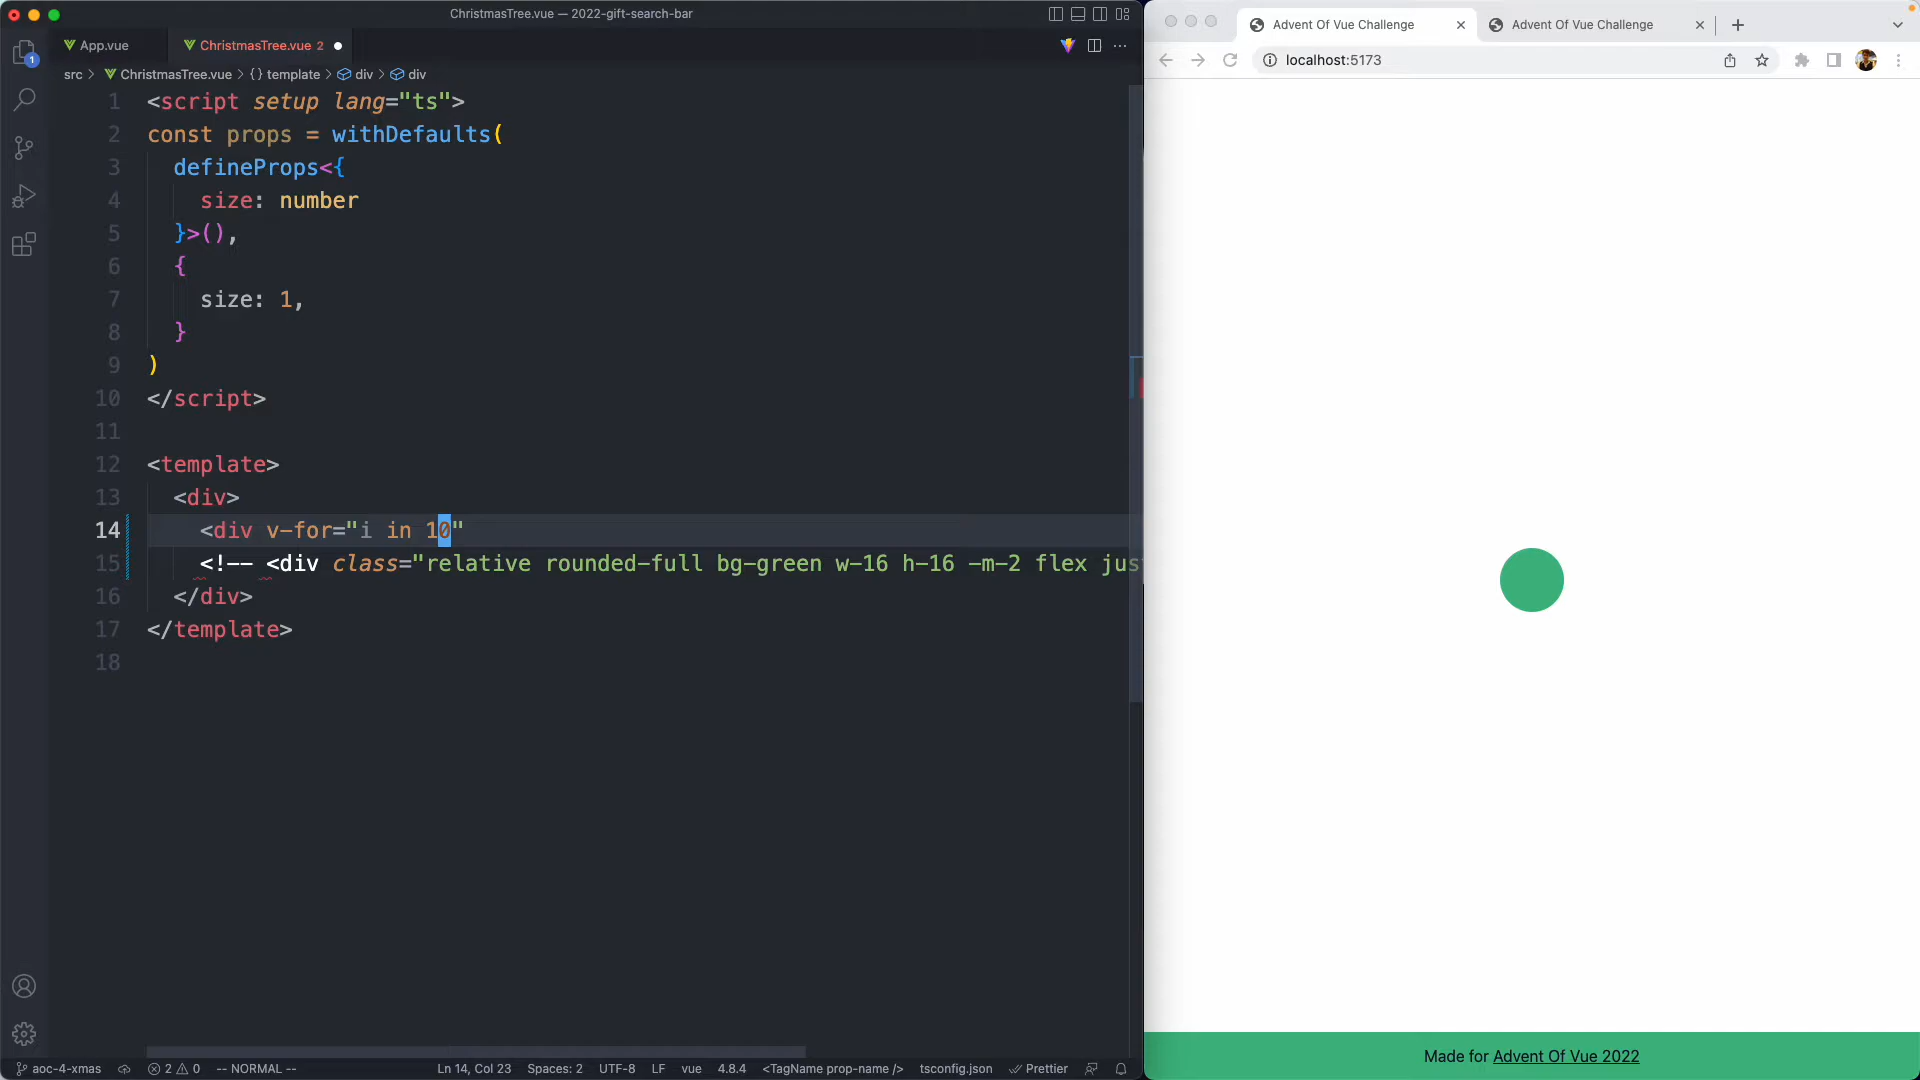 ChristmasTree.vue — 2022-gift-search-bar
App.vue
ChristmasTree.vue 2
src > ChristmasTree.vue > {} template > div > div
1 <script setup lang="ts">
2 const props = withDefaults(
3 defineProps<{
4 size: number
5 }>(),
6 {
7 size: 1,
8 }
9 )
10 </script>
11
12 <template>
13 <div>
14 <div v-for="i in 10"
15 <!-- <div class="relative rounded-full bg-green w-16 h-16 -m-2 flex jus
16 </div>
17 </template>
18
1
aoc-4-xmas
2 0
-- NORMAL --
Ln 14, Col 23
Spaces: 2
UTF-8
LF
vue
4.8.4
<TagName prop-name />
tsconfig.json
Prettier
Advent Of Vue Challenge
Advent Of Vue Challenge
localhost:5173
Made for Advent Of Vue 2022